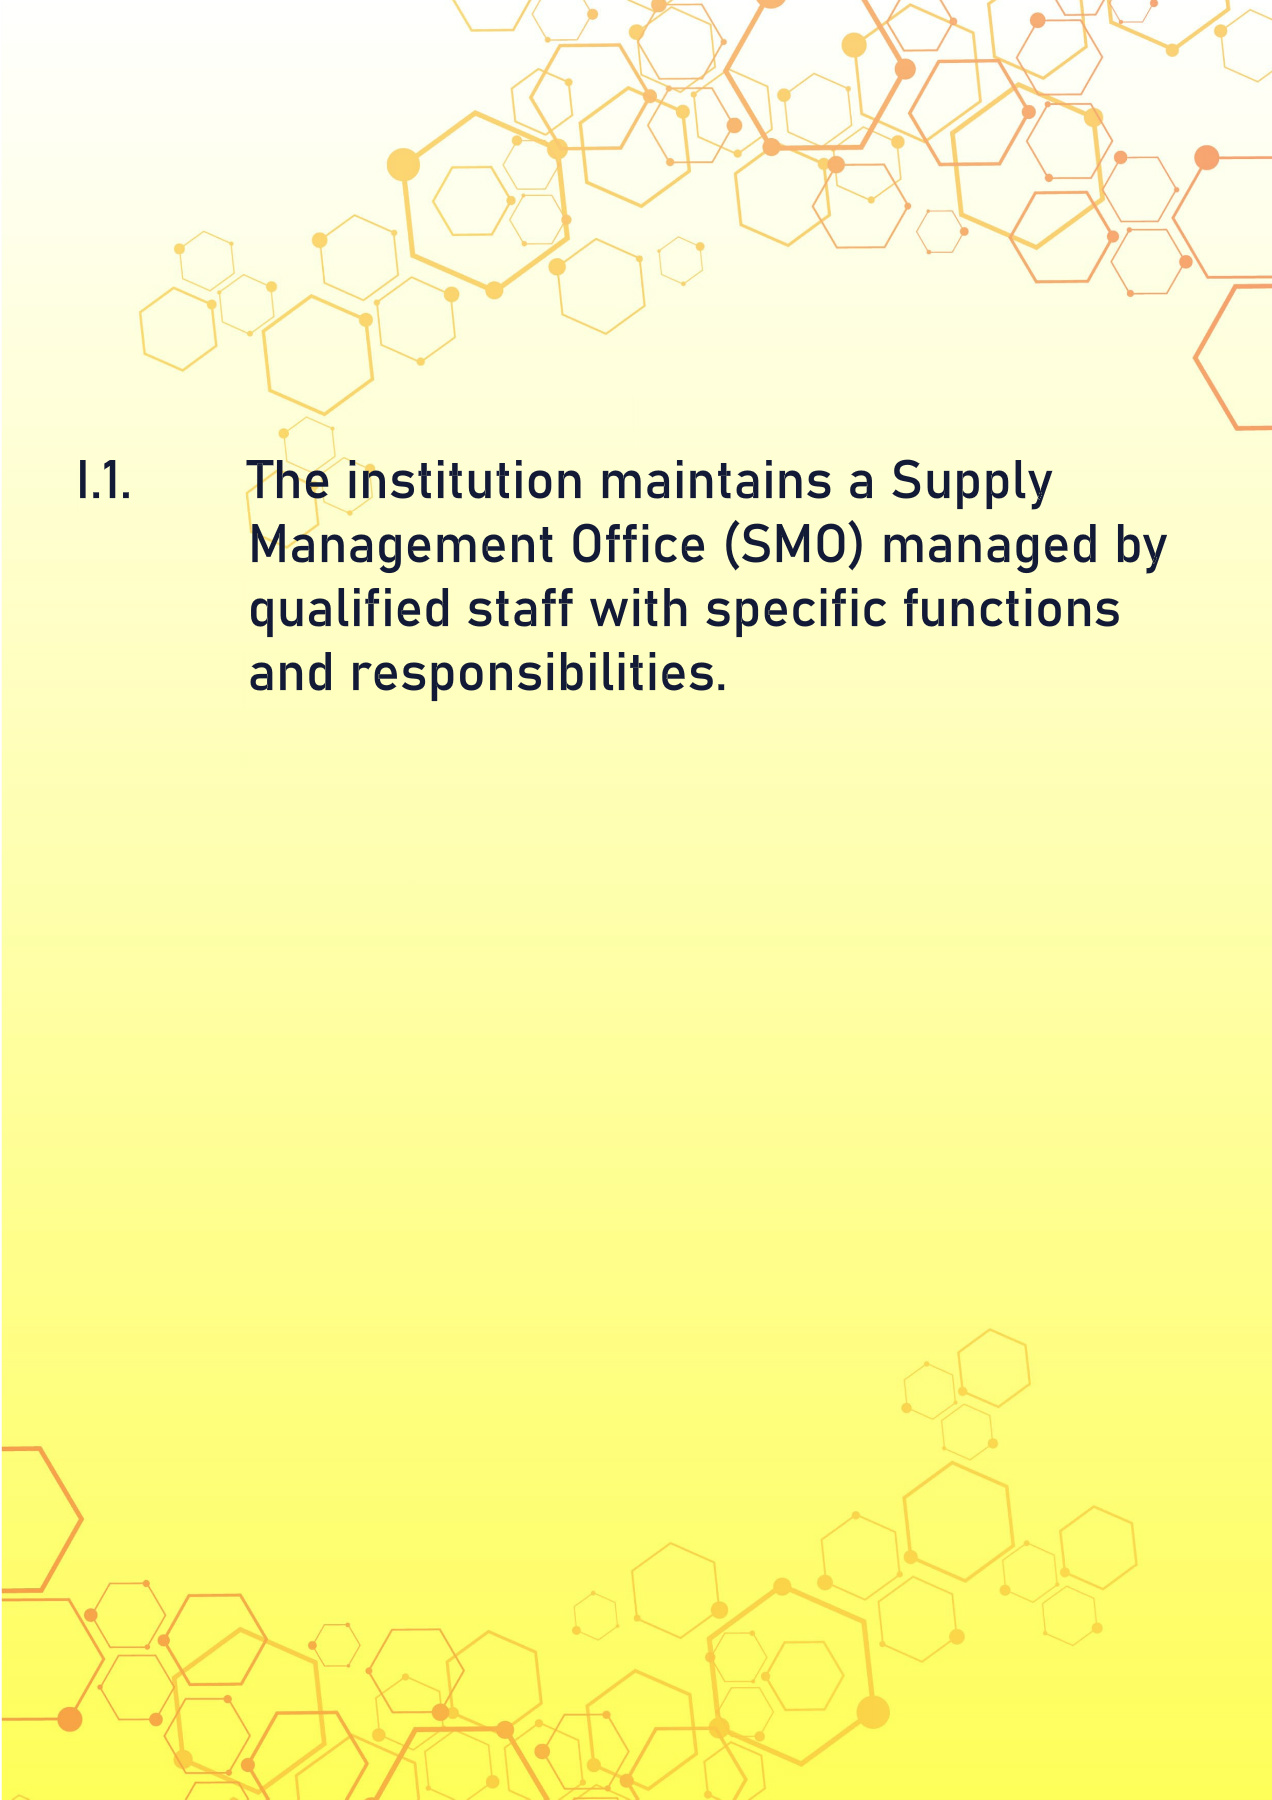 I.1. The institution maintains a Supply
Management Office (SMO) managed by
qualified staff with specific functions
and responsibilities.